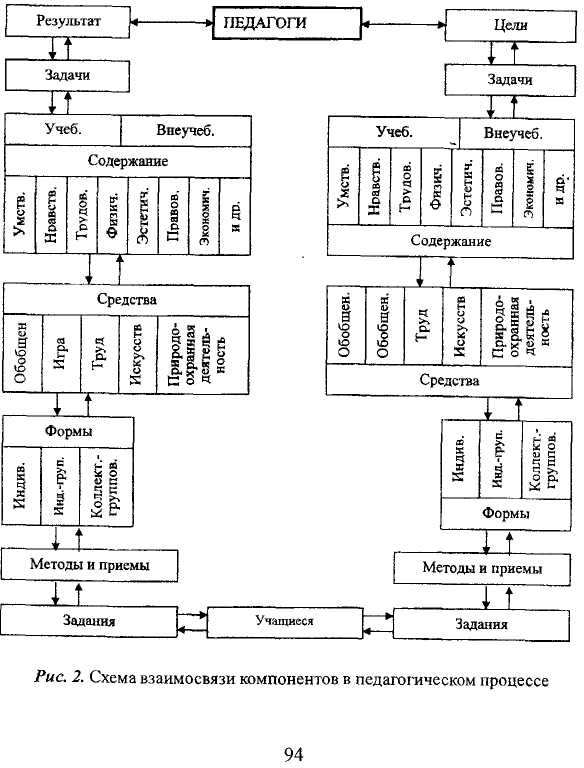 Результат
ПЕДАГОГИ
Цели
Задачи
Задачи
Учеб.
Внеучеб.
Содержание
Умств.
Нравств.
Трудов.
Физич.
Эстетич.
Правов.
Экономич.
и др.
Учеб.
Внеучеб.
Умств.
Нравств.
Трудов.
Физич.
Эстетич.
Правов.
Экономич.
и др.
Содержание
Средства
Обобщен
Игра
Труд
Искусств
Природо-
охранная
деятель-
ность
Обобщен.
Обобщен.
Труд
Искусств
Природо-
охранная
деятель-
ность
Средства
Формы
Индив.
Инд.-груп.
Коллект.-
группов.
Индив.
Инд.-груп.
Коллект.-
группов.
Формы
Методы и приемы
Методы и приемы
Задания
Учащиеся
Задания
Рис. 2. Схема взаимосвязи компонентов в педагогическом процессе
94